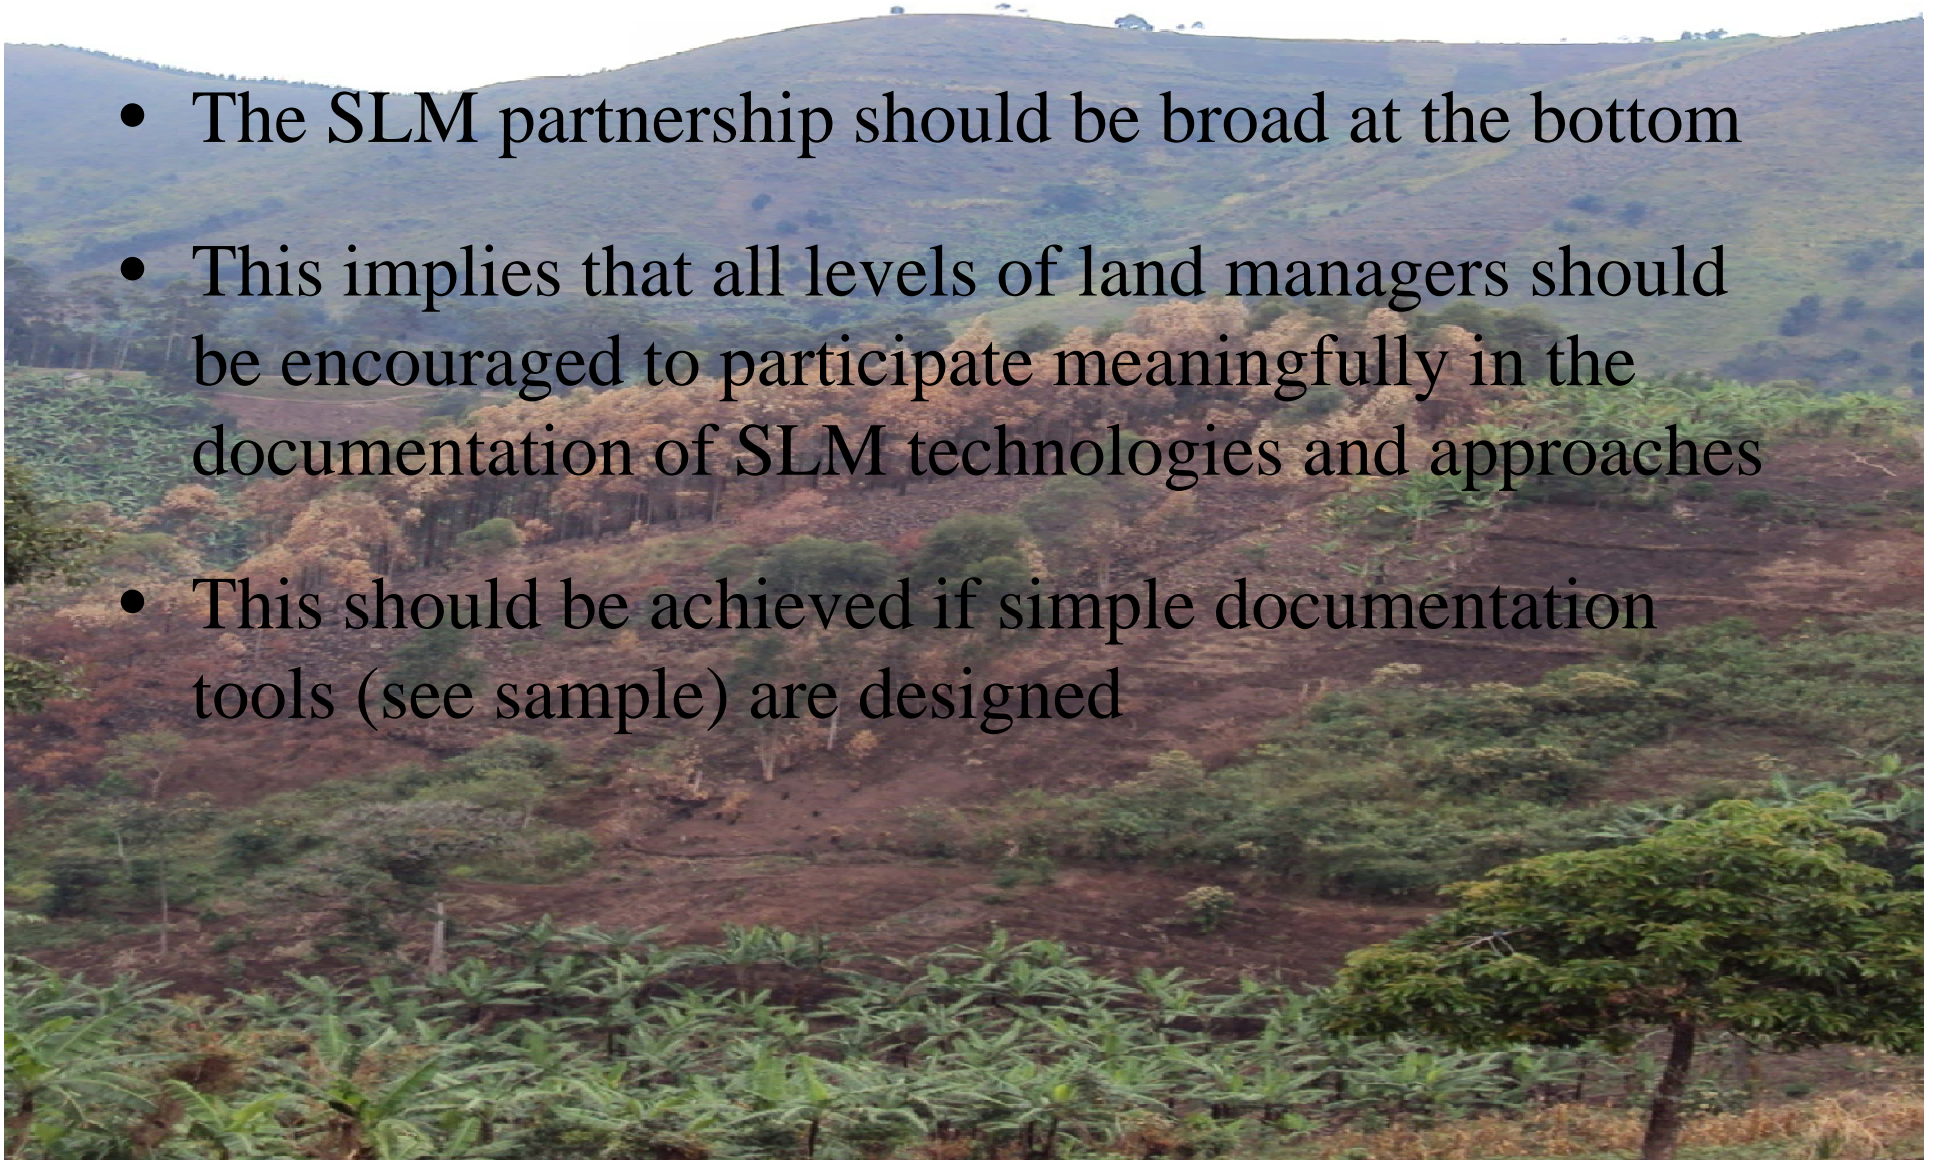 • The SLM partnership should be broad at the bottom
• This implies that all levels of land managers should
be encouraged to participate meaningfully in the
documentation of SLM technologies and approaches
• This should be achieved if simple documentation
tools (see sample) are designed